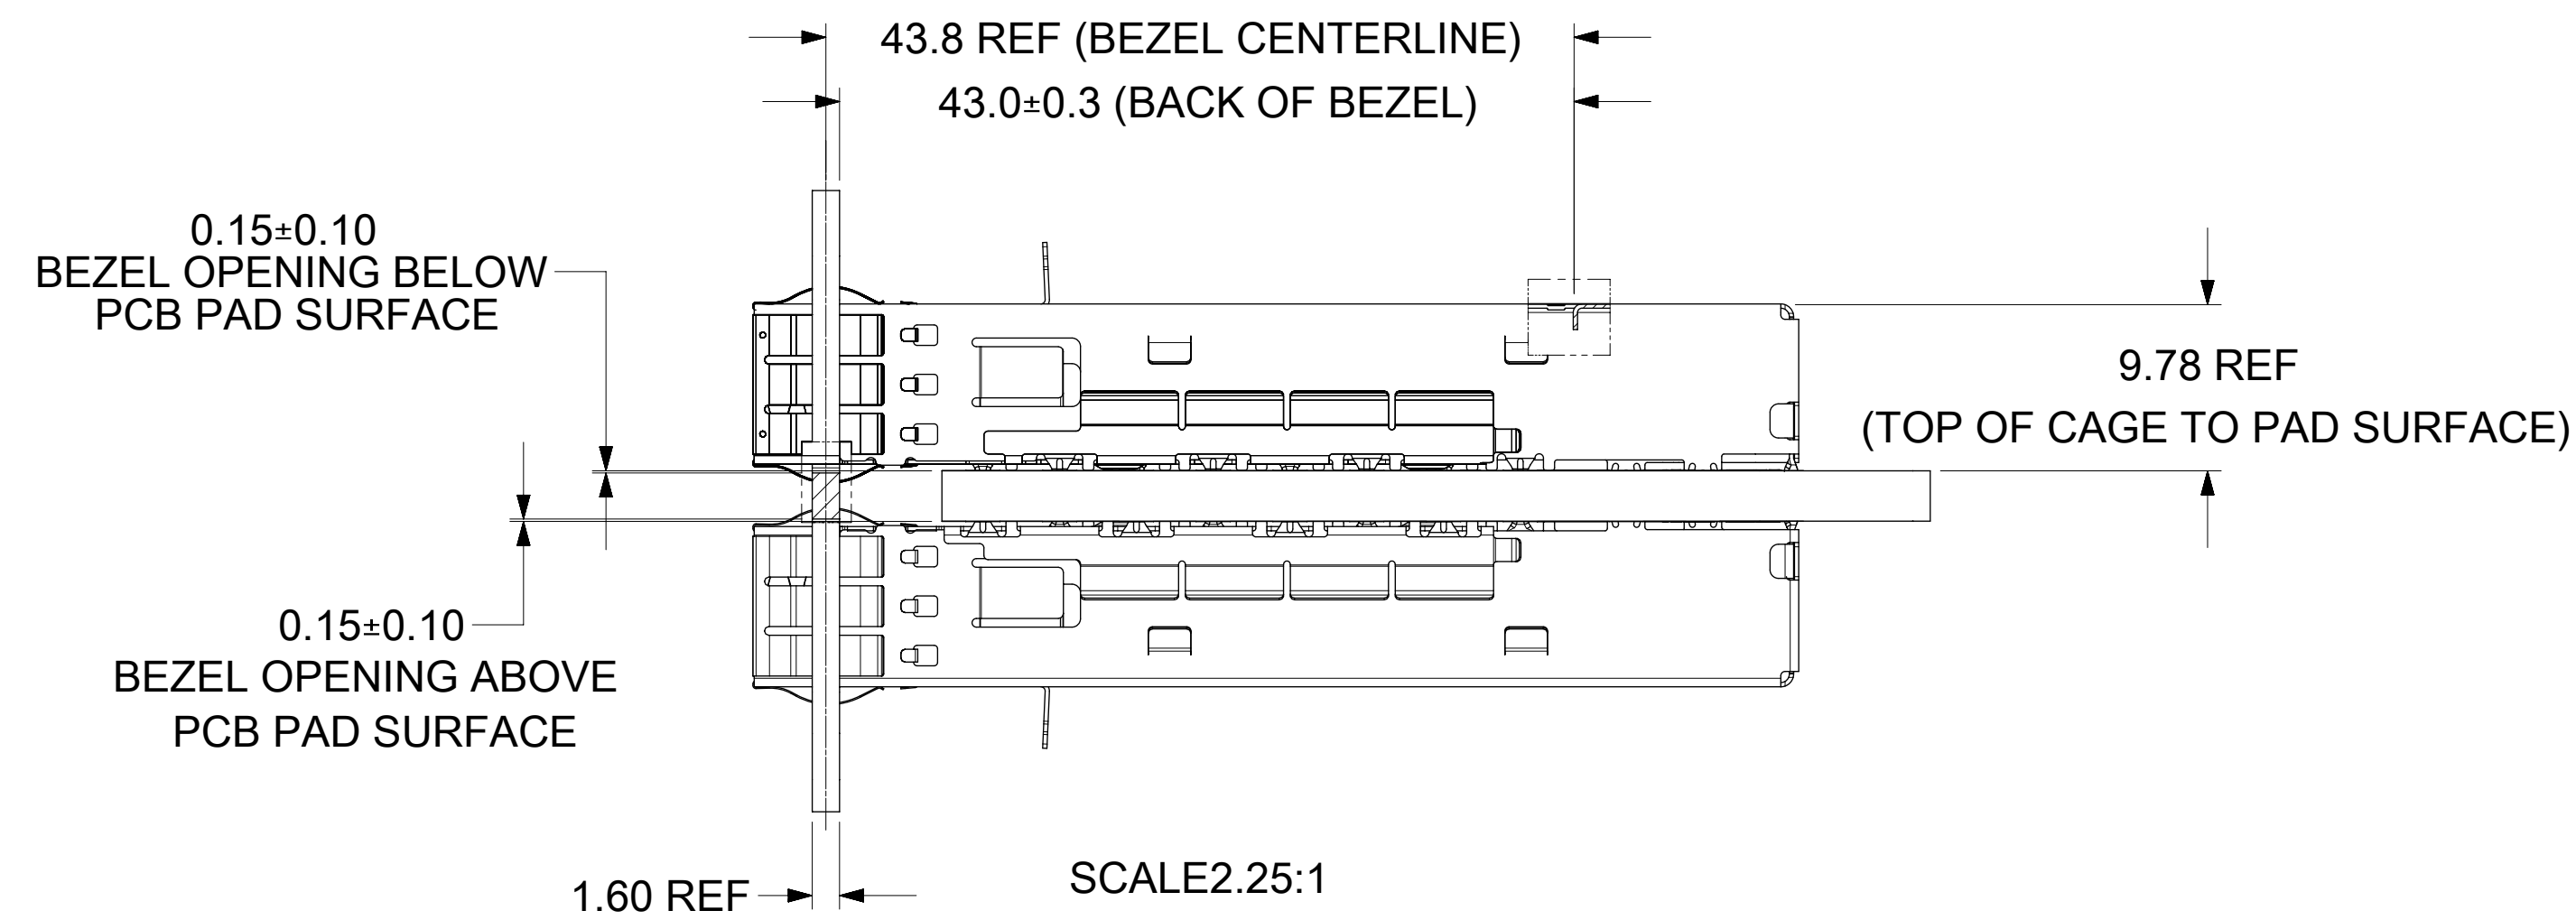 43.8 REF (BEZEL CENTERLINE)
43.0±0.3 (BACK OF BEZEL)
0.15±0.10
BEZEL OPENING BELOW
PCB PAD SURFACE
9.78 REF
(TOP OF CAGE TO PAD SURFACE)
0.15±0.10
BEZEL OPENING ABOVE
PCB PAD SURFACE
SCALE2.25:1
1.60 REF